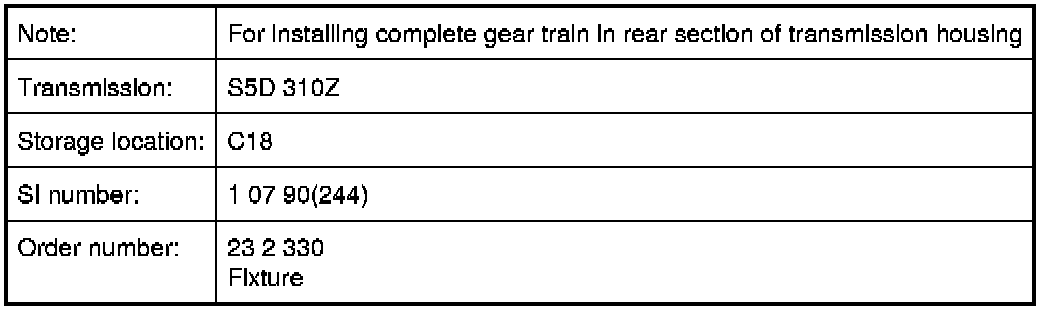 Note: For installing complete gear train in rear section of transmission housing
Transmission: S5D 310Z
Storage location: C18
SI number: 1 07 90(244)
Order number: 23 2 330
Fixture